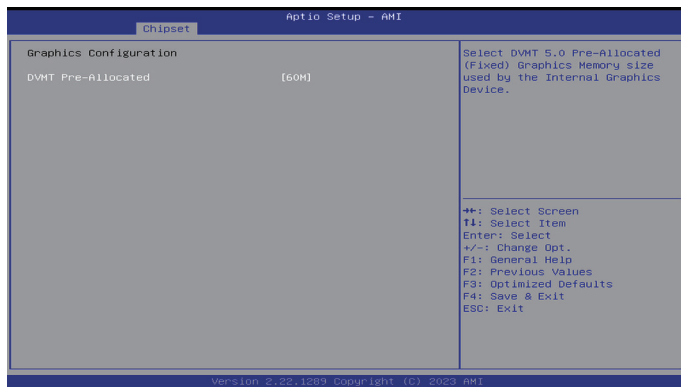 Aptio Setup – AMI
Chipset
Graphics Configuration
DVMT Pre-Allocated [60M]
Select DVMT 5.0 Pre-Allocated
(Fixed) Graphics Memory size
used by the Internal Graphics
Device.
→←: Select Screen
↑↓: Select Item
Enter: Select
+/-: Change Opt.
F1: General Help
F2: Previous Values
F3: Optimized Defaults
F4: Save & Exit
ESC: Exit
Version 2.22.1289 Copyright (C) 2023 AMI